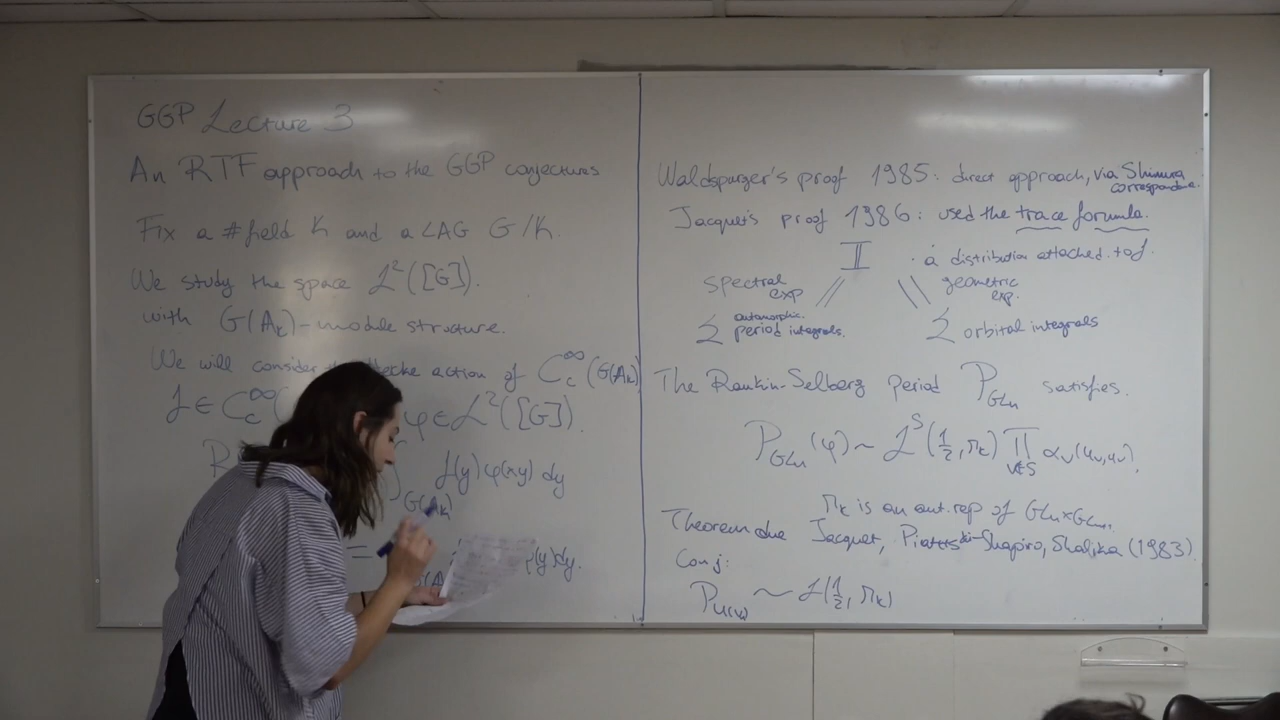 GGP Lecture 3
An RTF approach to the GGP conjectures
Fix a # field K and a LAG G/K.
We study the space L²([G]).
with G(A_K)-module structure.
We will consider the Hecke action of C_c^∞(G(A_K))
f ∈ C_c^∞( φ ∈ L²([G]).
R ∫_{G(A_K)} f(y) φ(xy) dy
= φ(y)dy.
Waldspurger's proof 1985: direct approach, via Shimura correspondence.
Jacquet's proof 1986: used the trace formula.
I · a distribution attached to f.
spectral exp // \\ geometric exp.
Σ automorphic period integrals. Σ orbital integrals
The Rankin-Selberg period P_{GLn} satisfies.
P_{GLn}(φ) ~ L^S(1/2, π_K) ∏_{v∈S} α_v(u_v, u_v).
π_K is an aut. rep of GLn×GLn+1
Theorem due Jacquet, Piatetski-Shapiro, Shalika (1983)
Conj:
~ L(1/2, π_K)